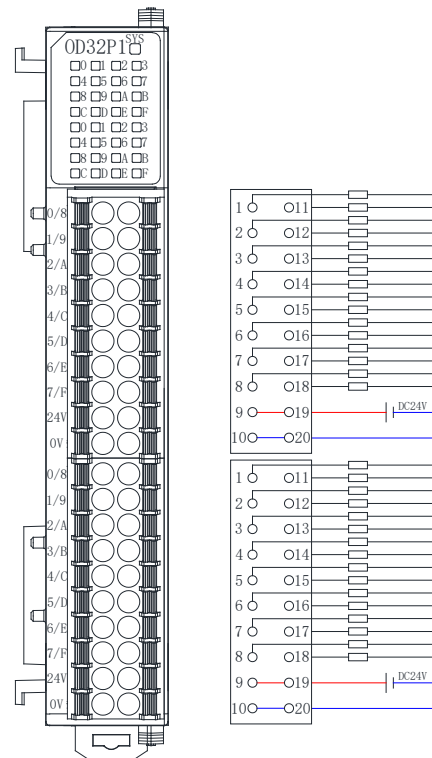 OD32P1 SYS
0 1 2 3
4 5 6 7
8 9 A B
C D E F
0 1 2 3
4 5 6 7
8 9 A B
C D E F
0/8
1/9
2/A
3/B
4/C
5/D
6/E
7/F
24V
0V
0/8
1/9
2/A
3/B
4/C
5/D
6/E
7/F
24V
0V
1 11
2 12
3 13
4 14
5 15
6 16
7 17
8 18
9 19 DC24V
10 20
1 11
2 12
3 13
4 14
5 15
6 16
7 17
8 18
9 19 DC24V
10 20